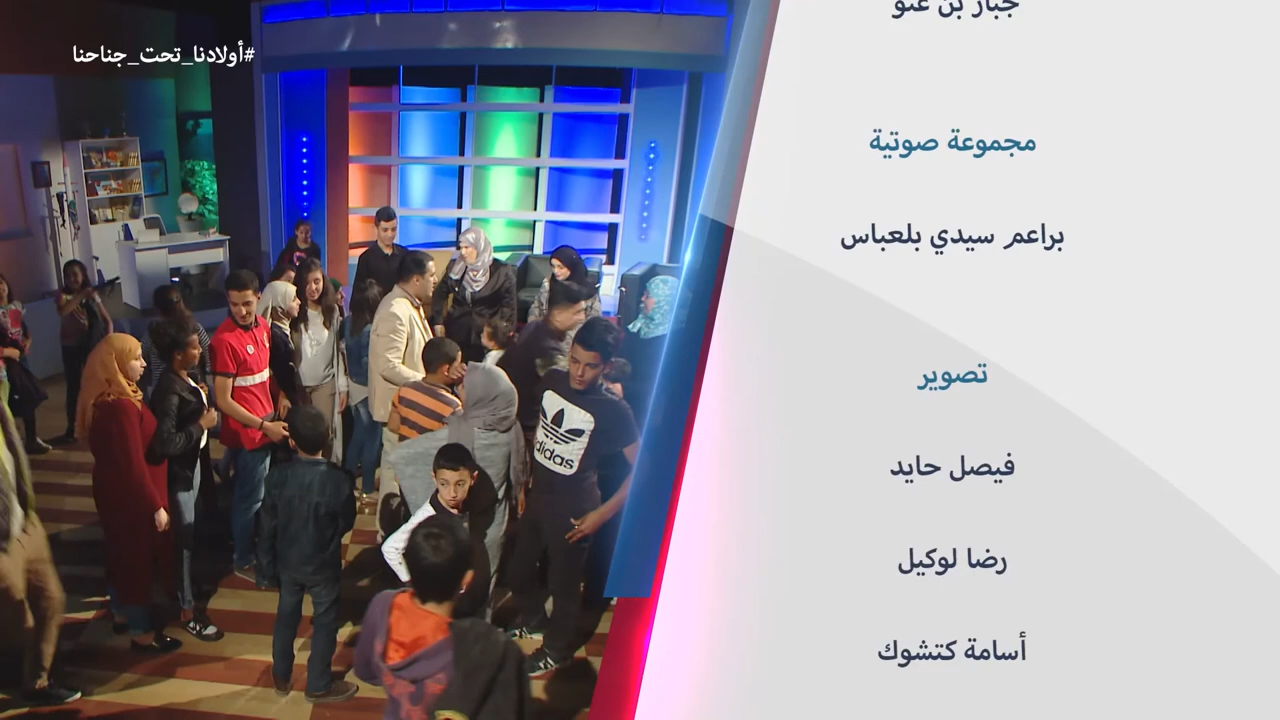 #أولادنا_تحت_جناحنا
مجموعة صوتية
براعم سيدي بلعباس
تصوير
فيصل حايد
رضا لوكيل
أسامة كتشوك
adidas